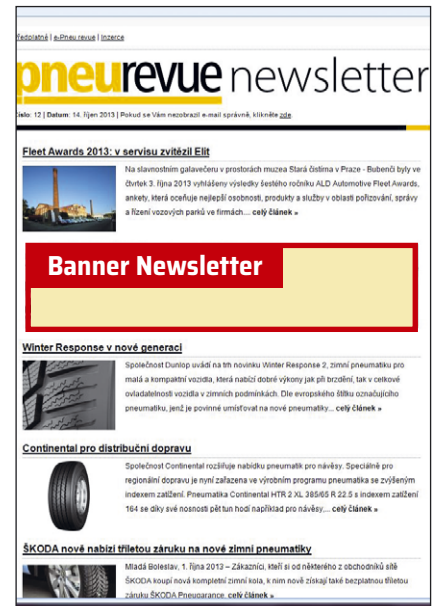 ředplatné | e-Pneu revue | Inzerce
pneurevue newsletter
íslo: 12 | Datum: 14. říjen 2013 | Pokud se Vám nezobrazil e-mail správně, klikněte zde
Fleet Awards 2013: v servisu zvítězil Elit
Na slavnostním galavečeru v prostorách muzea Stará čistírna v Praze - Bubenči byly ve
čtvrtek 3. října 2013 vyhlášeny výsledky šestého ročníku ALD Automotive Fleet Awards,
ankety, která oceňuje nejlepší osobnosti, produkty a služby v oblasti pořizování, správy
a řízení vozových parků ve firmách.... celý článek »
Banner Newsletter
Winter Response v nové generaci
Společnost Dunlop uvádí na trh novinku Winter Response 2, zimní pneumatiku pro
malá a kompaktní vozidla, která nabízí dobré výkony jak při brzdění, tak v celkové
ovladatelnosti vozidla v zimních podmínkách. Dle evropského štítku označujícího
pneumatiku, jenž je povinné umísťovat na nové pneumatiky... celý článek »
Continental pro distribuční dopravu
Společnost Continental rozšiřuje nabídku pneumatik pro návěsy. Speciálně pro
regionální dopravu je nyní zařazena ve výrobním programu pneumatika se zvýšeným
indexem zatížení. Pneumatika Continental HTR 2 XL 385/65 R 22.5 s indexem zatížení
164 se díky své nosnosti pět tun hodí například pro návěsy,... celý článek »
ŠKODA nově nabízí tříletou záruku na nové zimní pneumatiky
Mladá Boleslav, 1. října 2013 – Zákazníci, kteří si od některého z obchodníků sítě
ŠKODA koupí nová kompletní zimní kola, k nim nově získají také bezplatnou tříletou
záruku ŠKODA Pneugarance. celý článek »